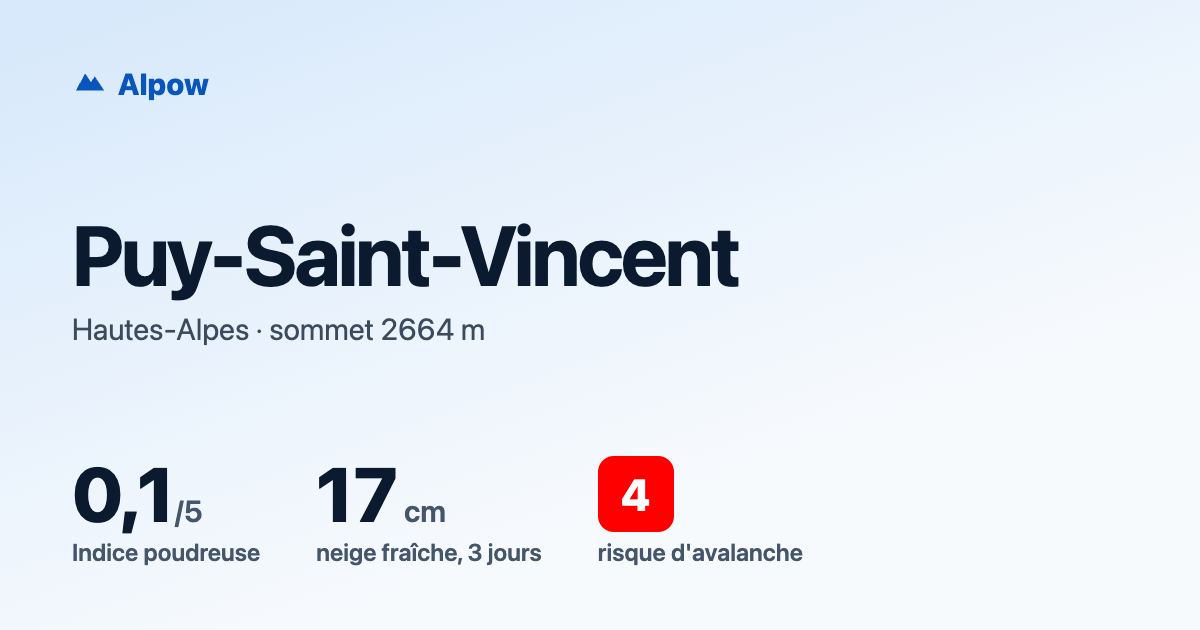 Alpow
Puy-Saint-Vincent
Hautes-Alpes · sommet 2664 m
0,1/5
Indice poudreuse
17 cm
neige fraîche, 3 jours
4
risque d'avalanche